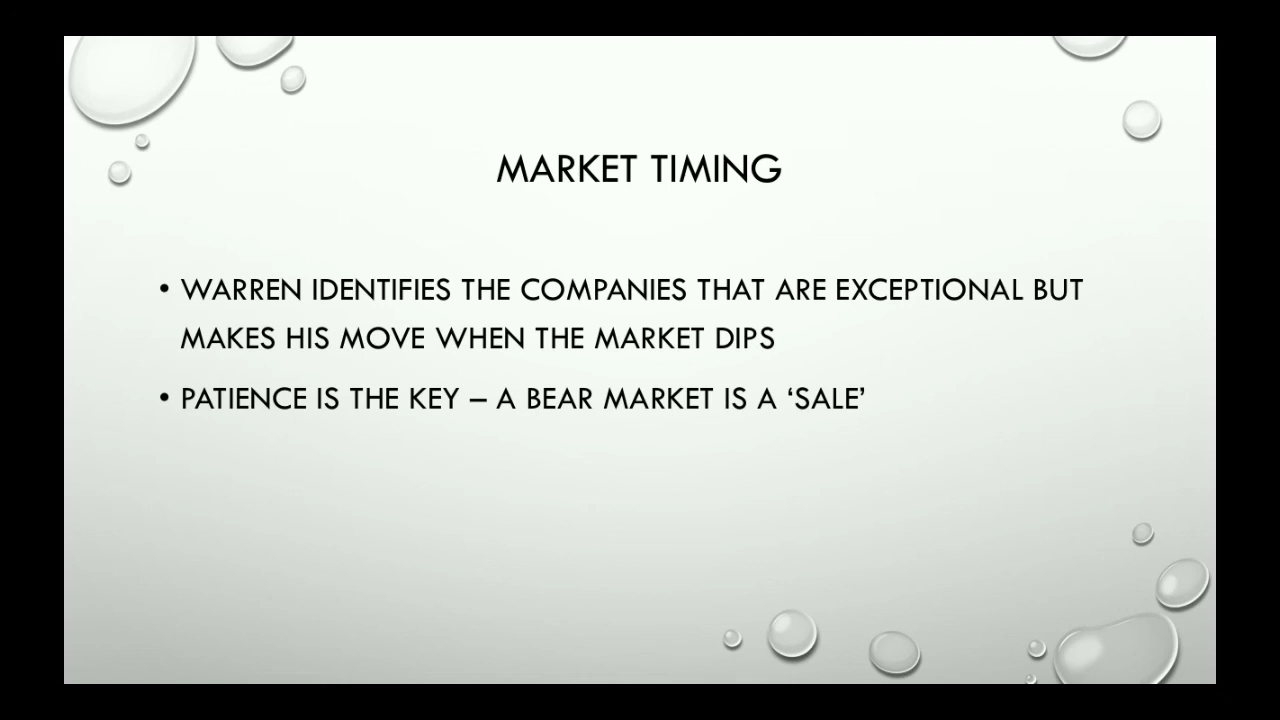 MARKET TIMING
• WARREN IDENTIFIES THE COMPANIES THAT ARE EXCEPTIONAL BUT
MAKES HIS MOVE WHEN THE MARKET DIPS
• PATIENCE IS THE KEY – A BEAR MARKET IS A ‘SALE’